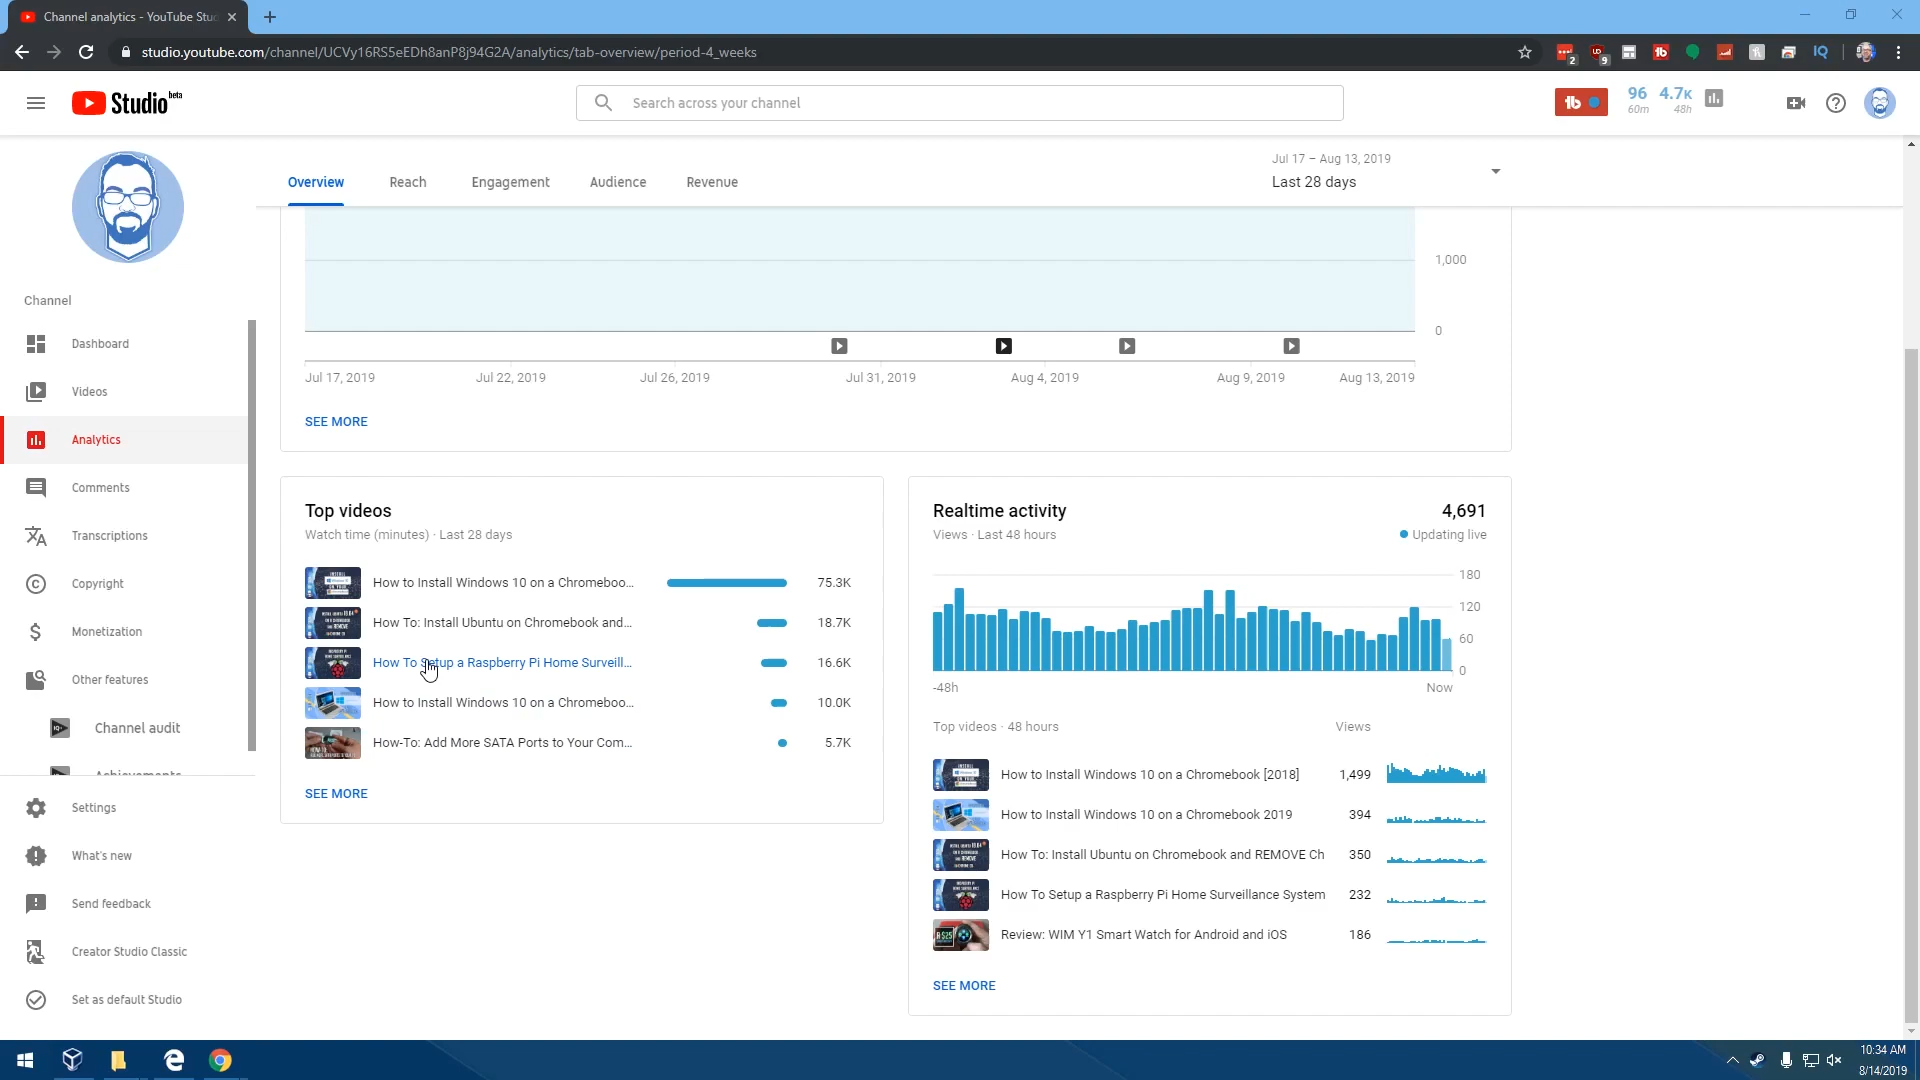 Channel analytics - YouTube Stu
studio.youtube.com/channel/UCVy16RS5eEDh8anP8j94G2A/analytics/tab-overview/period-4_weeks
2
9
IQ
Studio beta
Search across your channel
96
60m
4.7K
48h
Overview
Reach
Engagement
Audience
Revenue
Jul 17 – Aug 13, 2019
Last 28 days
1,000
0
Jul 17, 2019
Jul 22, 2019
Jul 26, 2019
Jul 31, 2019
Aug 4, 2019
Aug 9, 2019
Aug 13, 2019
SEE MORE
Channel
Dashboard
Videos
Analytics
Comments
Transcriptions
Copyright
Monetization
Other features
Channel audit
Achievements
Settings
What's new
Send feedback
Creator Studio Classic
Set as default Studio
Top videos
Watch time (minutes) · Last 28 days
How to Install Windows 10 on a Chromeboo... 75.3K
How To: Install Ubuntu on Chromebook and... 18.7K
How To Setup a Raspberry Pi Home Surveill... 16.6K
How to Install Windows 10 on a Chromeboo... 10.0K
How-To: Add More SATA Ports to Your Com... 5.7K
SEE MORE
Realtime activity 4,691
Views · Last 48 hours Updating live
180
120
60
0
-48h Now
Top videos · 48 hours Views
How to Install Windows 10 on a Chromebook [2018] 1,499
How to Install Windows 10 on a Chromebook 2019 394
How To: Install Ubuntu on Chromebook and REMOVE Ch 350
How To Setup a Raspberry Pi Home Surveillance System 232
Review: WIM Y1 Smart Watch for Android and iOS 186
SEE MORE
10:34 AM
8/14/2019